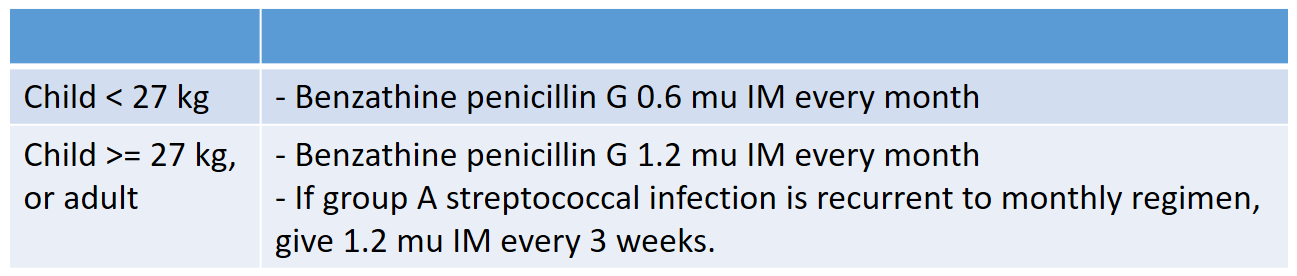 Child < 27 kg
- Benzathine penicillin G 0.6 mu IM every month
Child >= 27 kg,
or adult
- Benzathine penicillin G 1.2 mu IM every month
- If group A streptococcal infection is recurrent to monthly regimen,
give 1.2 mu IM every 3 weeks.